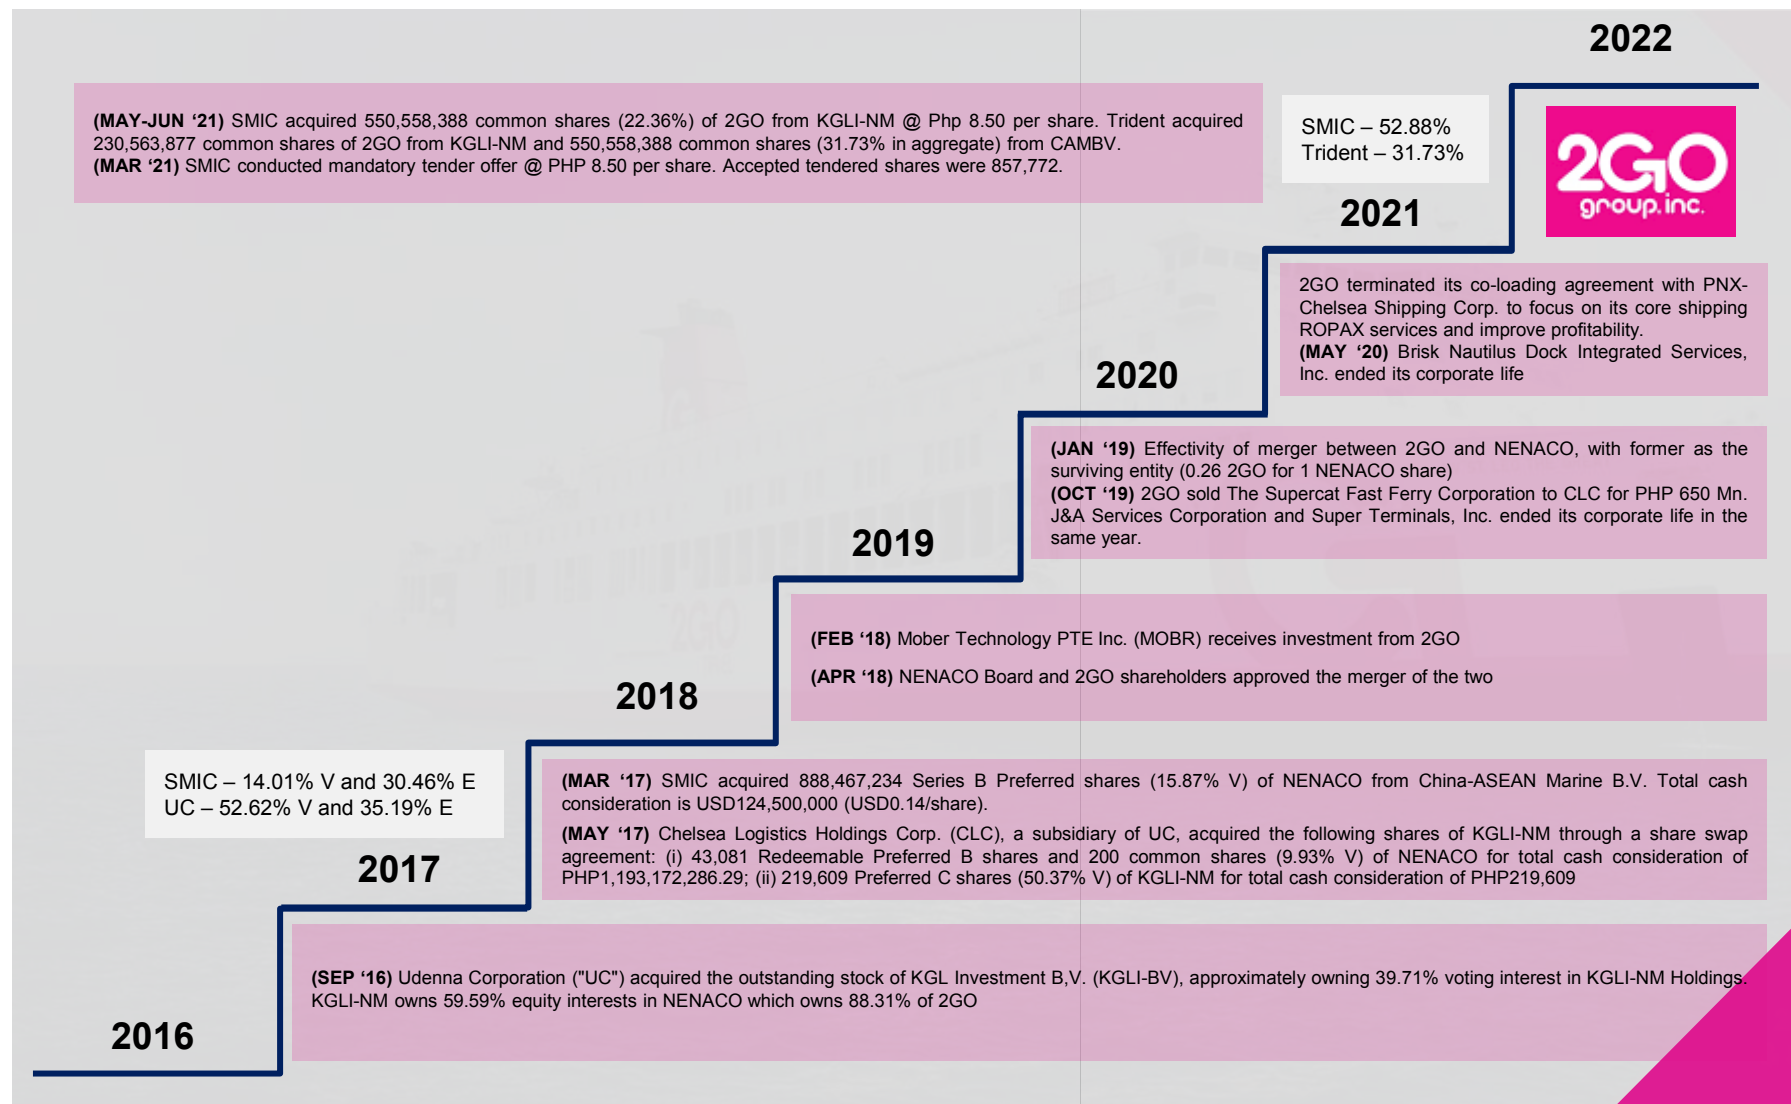 2022
(MAY-JUN ‘21) SMIC acquired 550,558,388 common shares (22.36%) of 2GO from KGLI-NM @ Php 8.50 per share. Trident acquired
230,563,877 common shares of 2GO from KGLI-NM and 550,558,388 common shares (31.73% in aggregate) from CAMBV.
(MAR ‘21) SMIC conducted mandatory tender offer @ PHP 8.50 per share. Accepted tendered shares were 857,772.
SMIC – 52.88%
Trident – 31.73%
2GO
group.inc.
2021
2GO terminated its co-loading agreement with PNX-
Chelsea Shipping Corp. to focus on its core shipping
ROPAX services and improve profitability.
(MAY ‘20) Brisk Nautilus Dock Integrated Services,
Inc. ended its corporate life
2020
(JAN ‘19) Effectivity of merger between 2GO and NENACO, with former as the
surviving entity (0.26 2GO for 1 NENACO share)
(OCT ‘19) 2GO sold The Supercat Fast Ferry Corporation to CLC for PHP 650 Mn.
J&A Services Corporation and Super Terminals, Inc. ended its corporate life in the
same year.
2019
(FEB ‘18) Mober Technology PTE Inc. (MOBR) receives investment from 2GO
(APR ‘18) NENACO Board and 2GO shareholders approved the merger of the two
2018
SMIC – 14.01% V and 30.46% E
UC – 52.62% V and 35.19% E
(MAR ‘17) SMIC acquired 888,467,234 Series B Preferred shares (15.87% V) of NENACO from China-ASEAN Marine B.V. Total cash
consideration is USD124,500,000 (USD0.14/share).
(MAY ‘17) Chelsea Logistics Holdings Corp. (CLC), a subsidiary of UC, acquired the following shares of KGLI-NM through a share swap
agreement: (i) 43,081 Redeemable Preferred B shares and 200 common shares (9.93% V) of NENACO for total cash consideration of
PHP1,193,172,286.29; (ii) 219,609 Preferred C shares (50.37% V) of KGLI-NM for total cash consideration of PHP219,609
2017
(SEP ‘16) Udenna Corporation ("UC") acquired the outstanding stock of KGL Investment B,V. (KGLI-BV), approximately owning 39.71% voting interest in KGLI-NM Holdings.
KGLI-NM owns 59.59% equity interests in NENACO which owns 88.31% of 2GO
2016
2GO